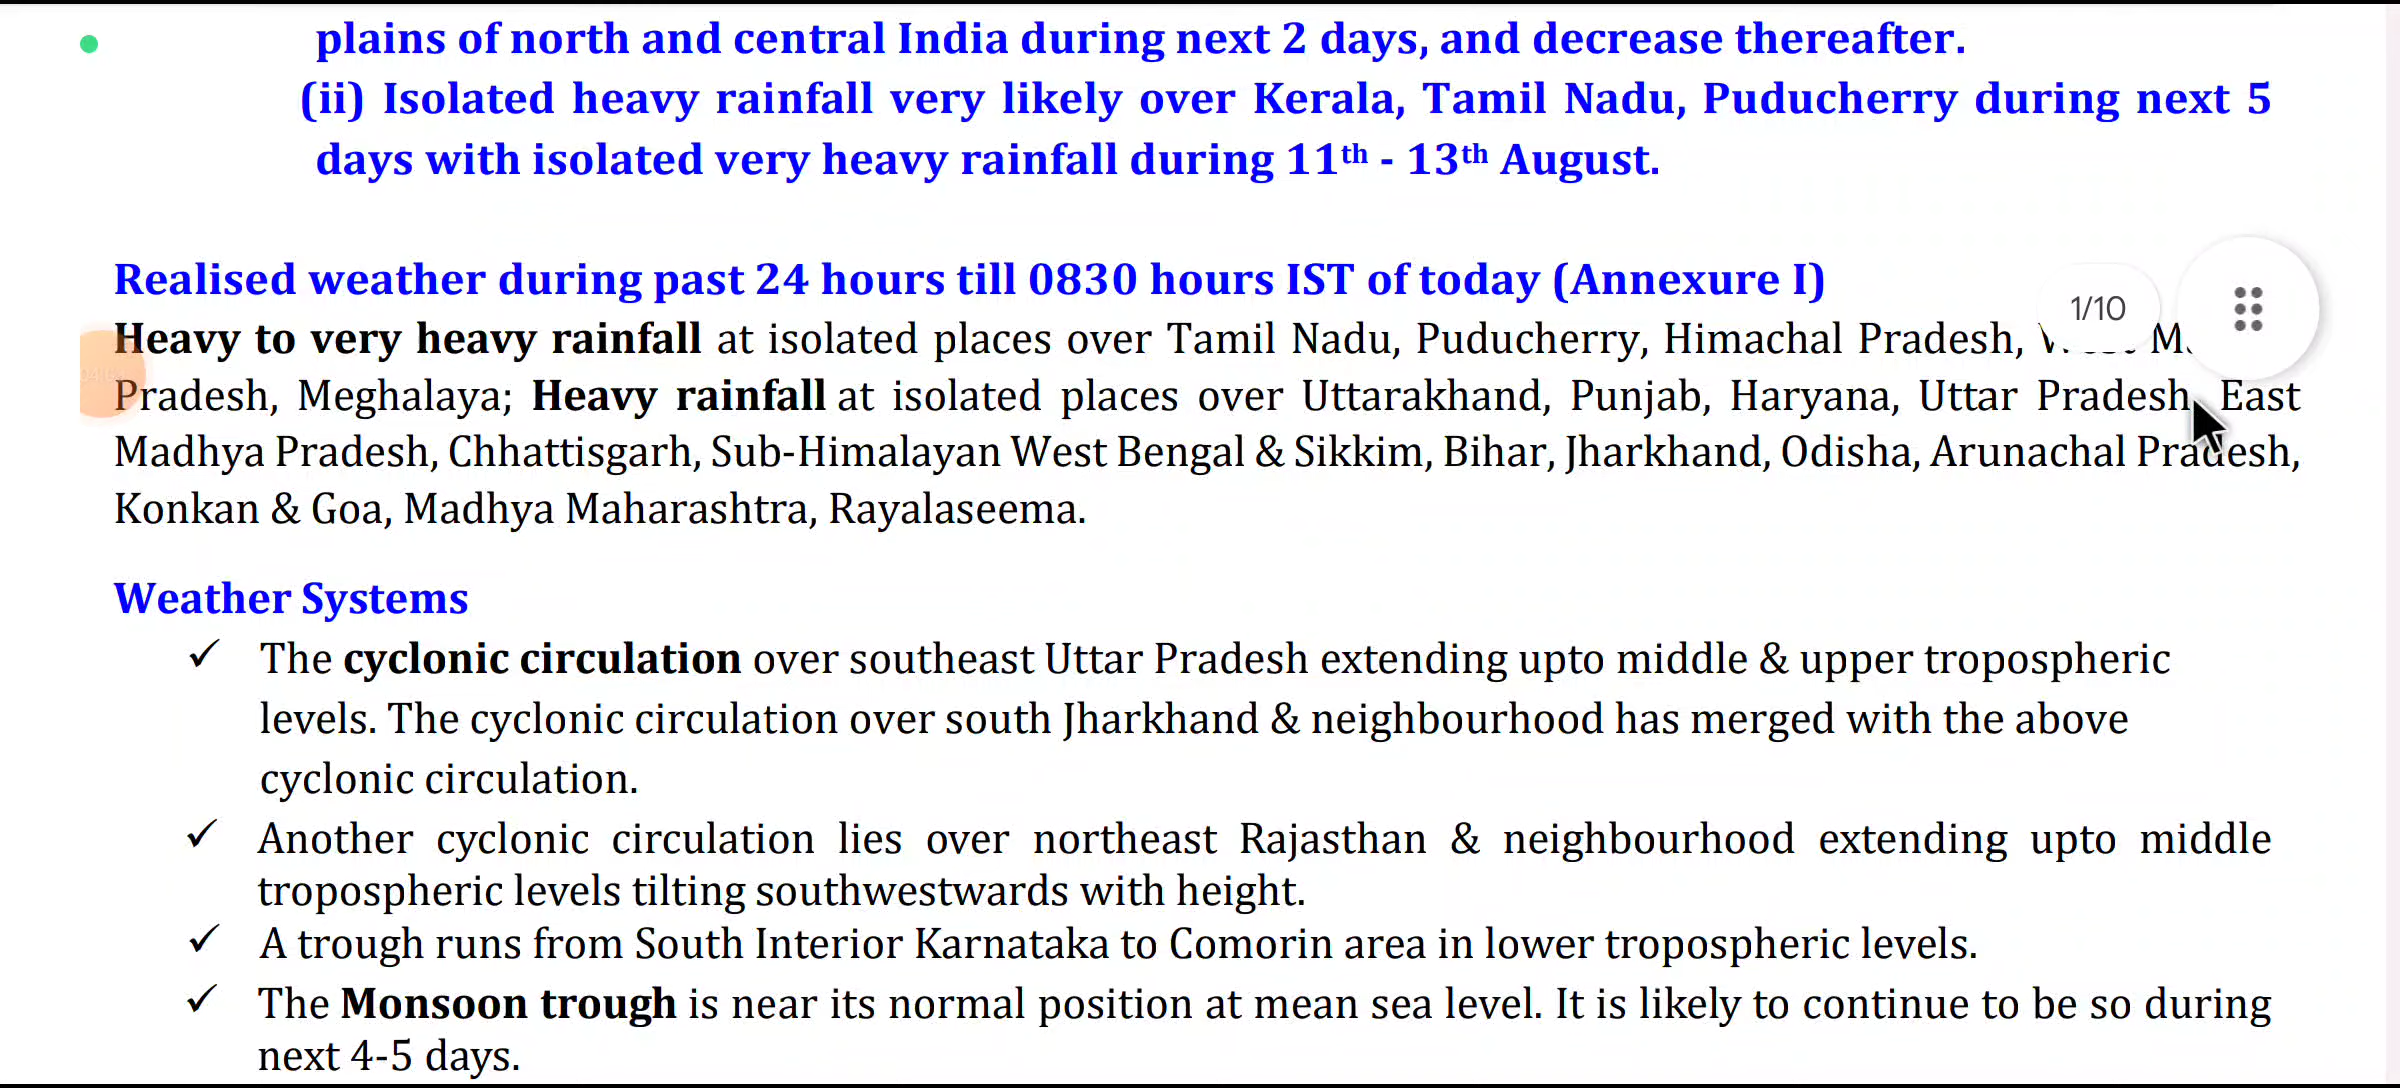 plains of north and central India during next 2 days, and decrease thereafter.
(ii) Isolated heavy rainfall very likely over Kerala, Tamil Nadu, Puducherry during next 5
days with isolated very heavy rainfall during 11th - 13th August.
Realised weather during past 24 hours till 0830 hours IST of today (Annexure I)
1/10
Heavy to very heavy rainfall at isolated places over Tamil Nadu, Puducherry, Himachal Pradesh,
Pradesh, Meghalaya; Heavy rainfall at isolated places over Uttarakhand, Punjab, Haryana, Uttar Pradesh, East
Madhya Pradesh, Chhattisgarh, Sub-Himalayan West Bengal & Sikkim, Bihar, Jharkhand, Odisha, Arunachal Pradesh,
Konkan & Goa, Madhya Maharashtra, Rayalaseema.
Weather Systems
✓ The cyclonic circulation over southeast Uttar Pradesh extending upto middle & upper tropospheric
levels. The cyclonic circulation over south Jharkhand & neighbourhood has merged with the above
cyclonic circulation.
✓ Another cyclonic circulation lies over northeast Rajasthan & neighbourhood extending upto middle
tropospheric levels tilting southwestwards with height.
✓ A trough runs from South Interior Karnataka to Comorin area in lower tropospheric levels.
✓ The Monsoon trough is near its normal position at mean sea level. It is likely to continue to be so during
next 4-5 days.